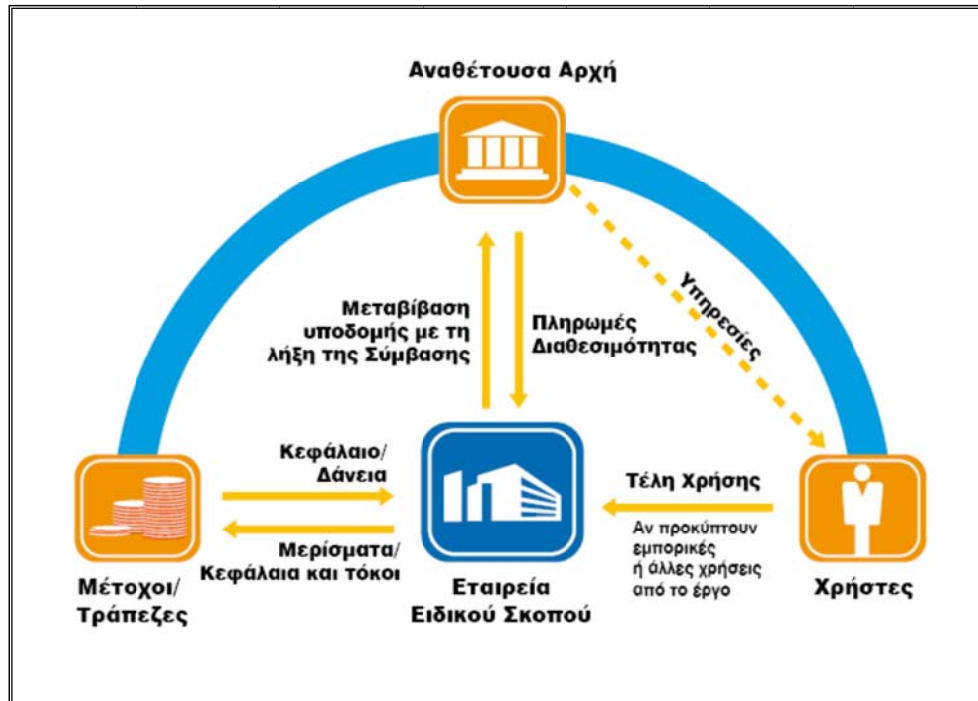 Αναθέτουσα Αρχή
Μεταβίβαση
υποδομής με τη
λήξη της Σύμβασης
Πληρωμές
Διαθεσιμότητας
Υπηρεσίες
Κεφάλαιο/
Δάνεια
Μερίσματα/
Κεφάλαια και τόκοι
Τέλη Χρήσης
Αν προκύπτουν
εμπορικές
ή άλλες χρήσεις
από το έργο
Μέτοχοι/
Τράπεζες
Εταιρεία
Ειδικού Σκοπού
Χρήστες